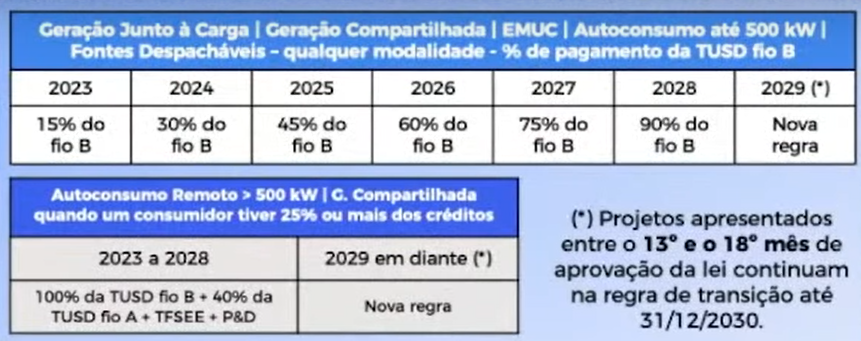 Geração Junto à Carga | Geração Compartilhada | EMUC | Autoconsumo até 500 kW |
Fontes Despacháveis – qualquer modalidade - % de pagamento da TUSD fio B
2023 2024 2025 2026 2027 2028 2029 (*)
15% do 30% do 45% do 60% do 75% do 90% do Nova
fio B fio B fio B fio B fio B fio B regra
Autoconsumo Remoto > 500 kW | G. Compartilhada
quando um consumidor tiver 25% ou mais dos créditos
2023 a 2028 2029 em diante (*)
100% da TUSD fio B + 40% da
TUSD fio A + TFSEE + P&D
Nova regra
(*) Projetos apresentados
entre o 13º e o 18º mês de
aprovação da lei continuam
na regra de transição até
31/12/2030.